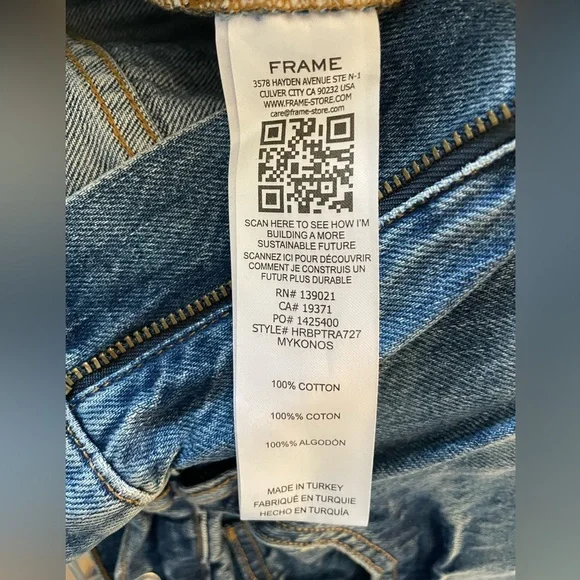 FRAME
3578 HAYDEN AVENUE STE N-1
CULVER CITY CA 90232 USA
WWW.FRAME-STORE.COM
care@frame-store.com
SCAN HERE TO SEE HOW I'M
BUILDING A MORE
SUSTAINABLE FUTURE
SCANNEZ ICI POUR DÉCOUVRIR
COMMENT JE CONSTRUIS UN
FUTUR PLUS DURABLE
RN# 139021
CA# 19371
PO# 1425400
STYLE# HRBPTRA727
MYKONOS
100% COTTON
100%% COTON
100%% ALGODÓN
MADE IN TURKEY
FABRIQUÉ EN TURQUIE
HECHO EN TURQUÍA